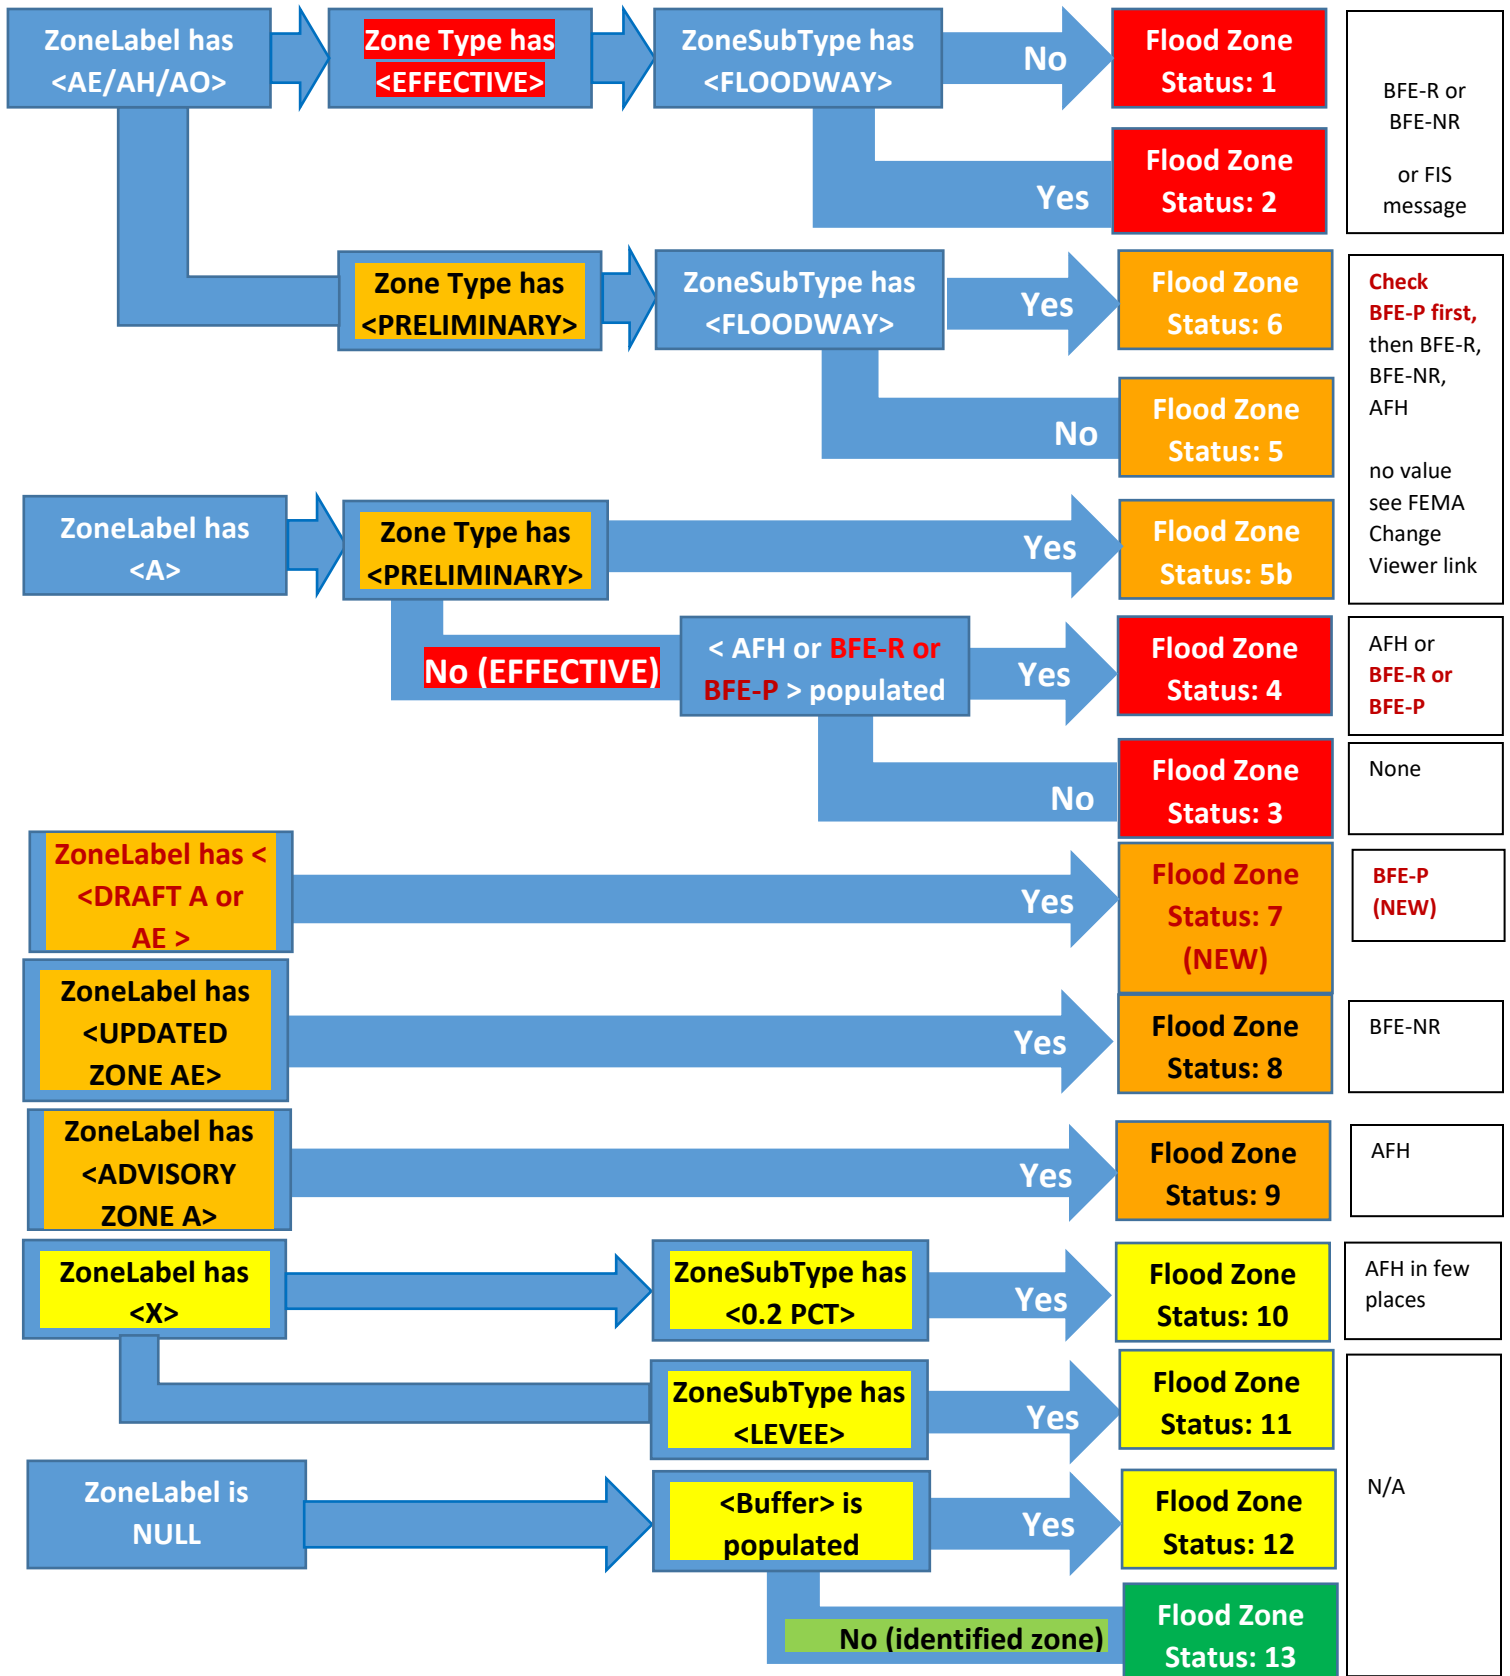 ZoneLabel has
<AE/AH/AO>
Zone Type has
<EFFECTIVE>
ZoneSubType has
<FLOODWAY>
No
Flood Zone
Status: 1
BFE-R or
BFE-NR
or FIS
message
Yes
Flood Zone
Status: 2
Zone Type has
<PRELIMINARY>
ZoneSubType has
<FLOODWAY>
Yes
Flood Zone
Status: 6
Check
BFE-P first,
then BFE-R,
BFE-NR,
AFH
no value
see FEMA
Change
Viewer link
No
Flood Zone
Status: 5
ZoneLabel has
<A>
Zone Type has
<PRELIMINARY>
Yes
Flood Zone
Status: 5b
No (EFFECTIVE)
< AFH or BFE-R or
BFE-P > populated
Yes
Flood Zone
Status: 4
AFH or
BFE-R or
BFE-P
No
Flood Zone
Status: 3
None
ZoneLabel has <
<DRAFT A or
AE >
Yes
Flood Zone
Status: 7
(NEW)
BFE-P
(NEW)
ZoneLabel has
<UPDATED
ZONE AE>
Yes
Flood Zone
Status: 8
BFE-NR
ZoneLabel has
<ADVISORY
ZONE A>
Yes
Flood Zone
Status: 9
AFH
ZoneLabel has
<X>
ZoneSubType has
<0.2 PCT>
Yes
Flood Zone
Status: 10
AFH in few
places
ZoneSubType has
<LEVEE>
Yes
Flood Zone
Status: 11
N/A
ZoneLabel is
NULL
<Buffer> is
populated
Yes
Flood Zone
Status: 12
No (identified zone)
Flood Zone
Status: 13